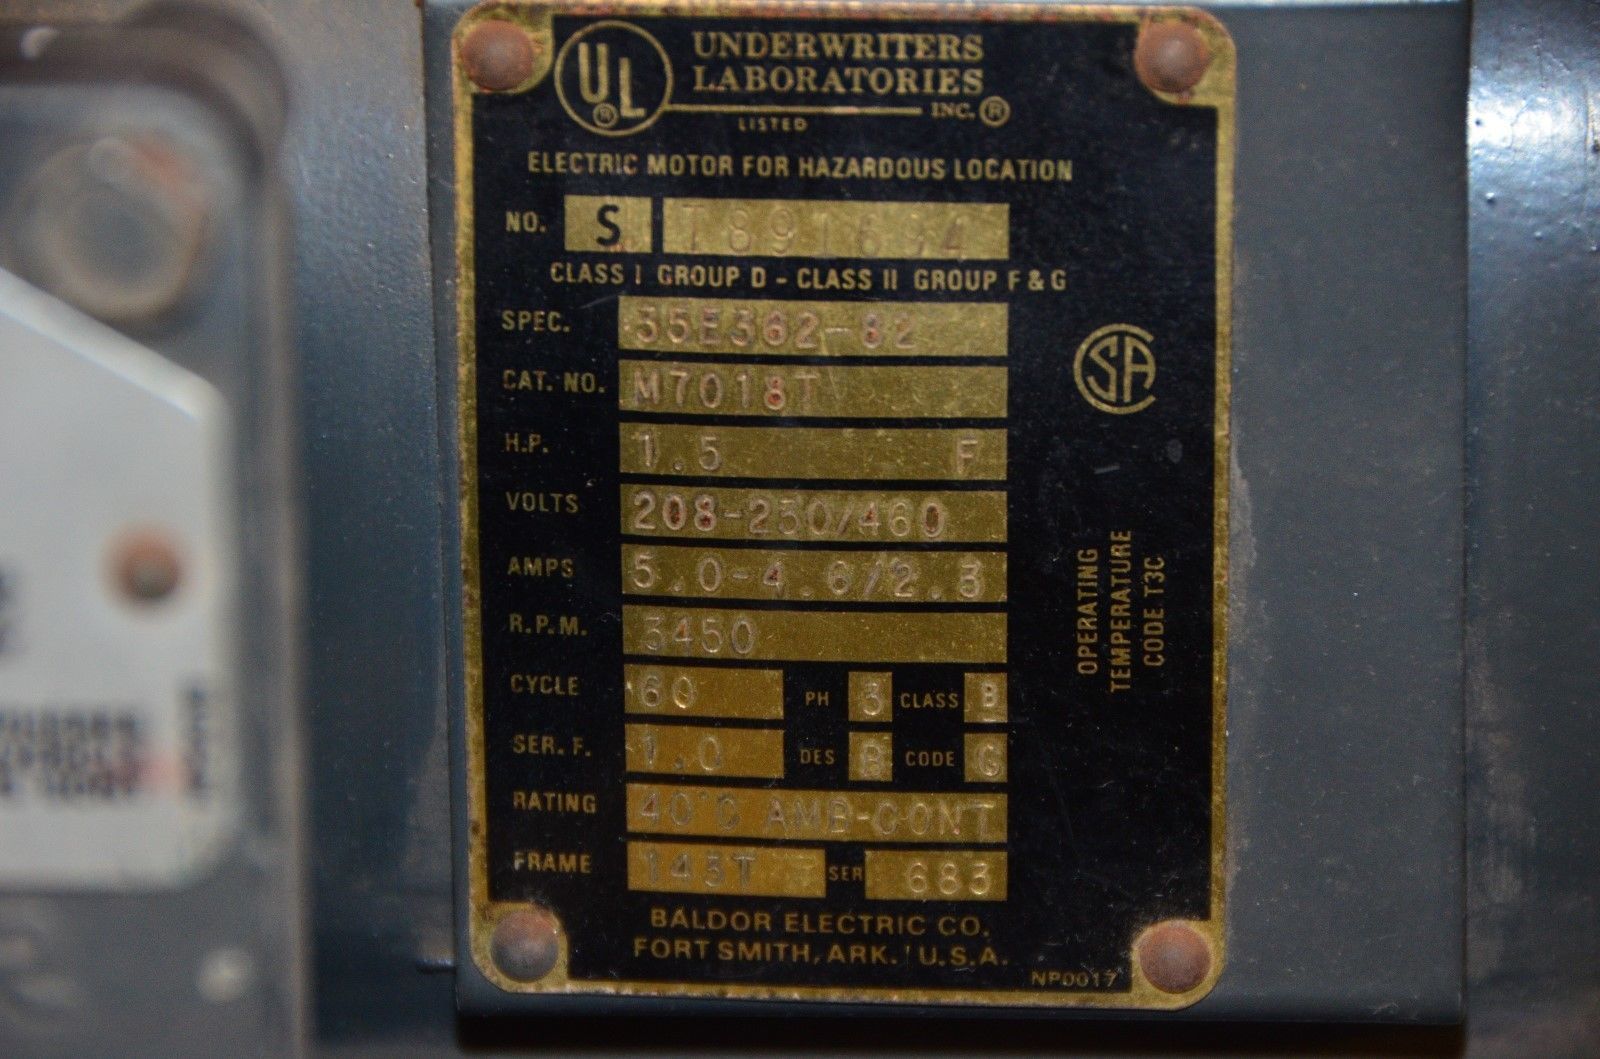 UL ®
UNDERWRITERS
LABORATORIES
INC.®
LISTED
ELECTRIC MOTOR FOR HAZARDOUS LOCATION
NO. S T891694
CLASS I GROUP D - CLASS II GROUP F & G
SPEC. 35E362-82
CAT. NO. M7018T
H.P. 1.5 F
VOLTS 208-230/460
AMPS 5.0-4.6/2.3
R.P.M. 3450
CYCLE 60 PH 3 CLASS B
SER. F. 1.0 DES B CODE G
RATING 40°C AMB-CONT
FRAME 143T SER 683
BALDOR ELECTRIC CO.
FORT SMITH, ARK. U.S.A.
NP0017
SA
OPERATING
TEMPERATURE
CODE T3C